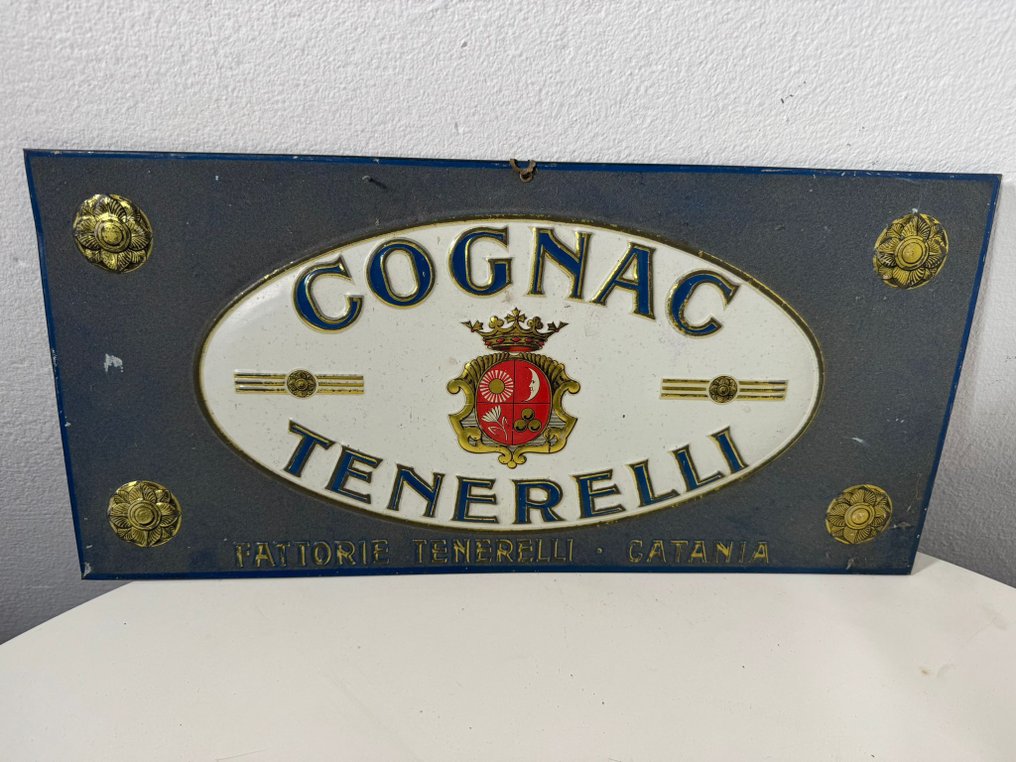 COGNAC
TENERELLI
FATTORIE TENERELLI · CATANIA